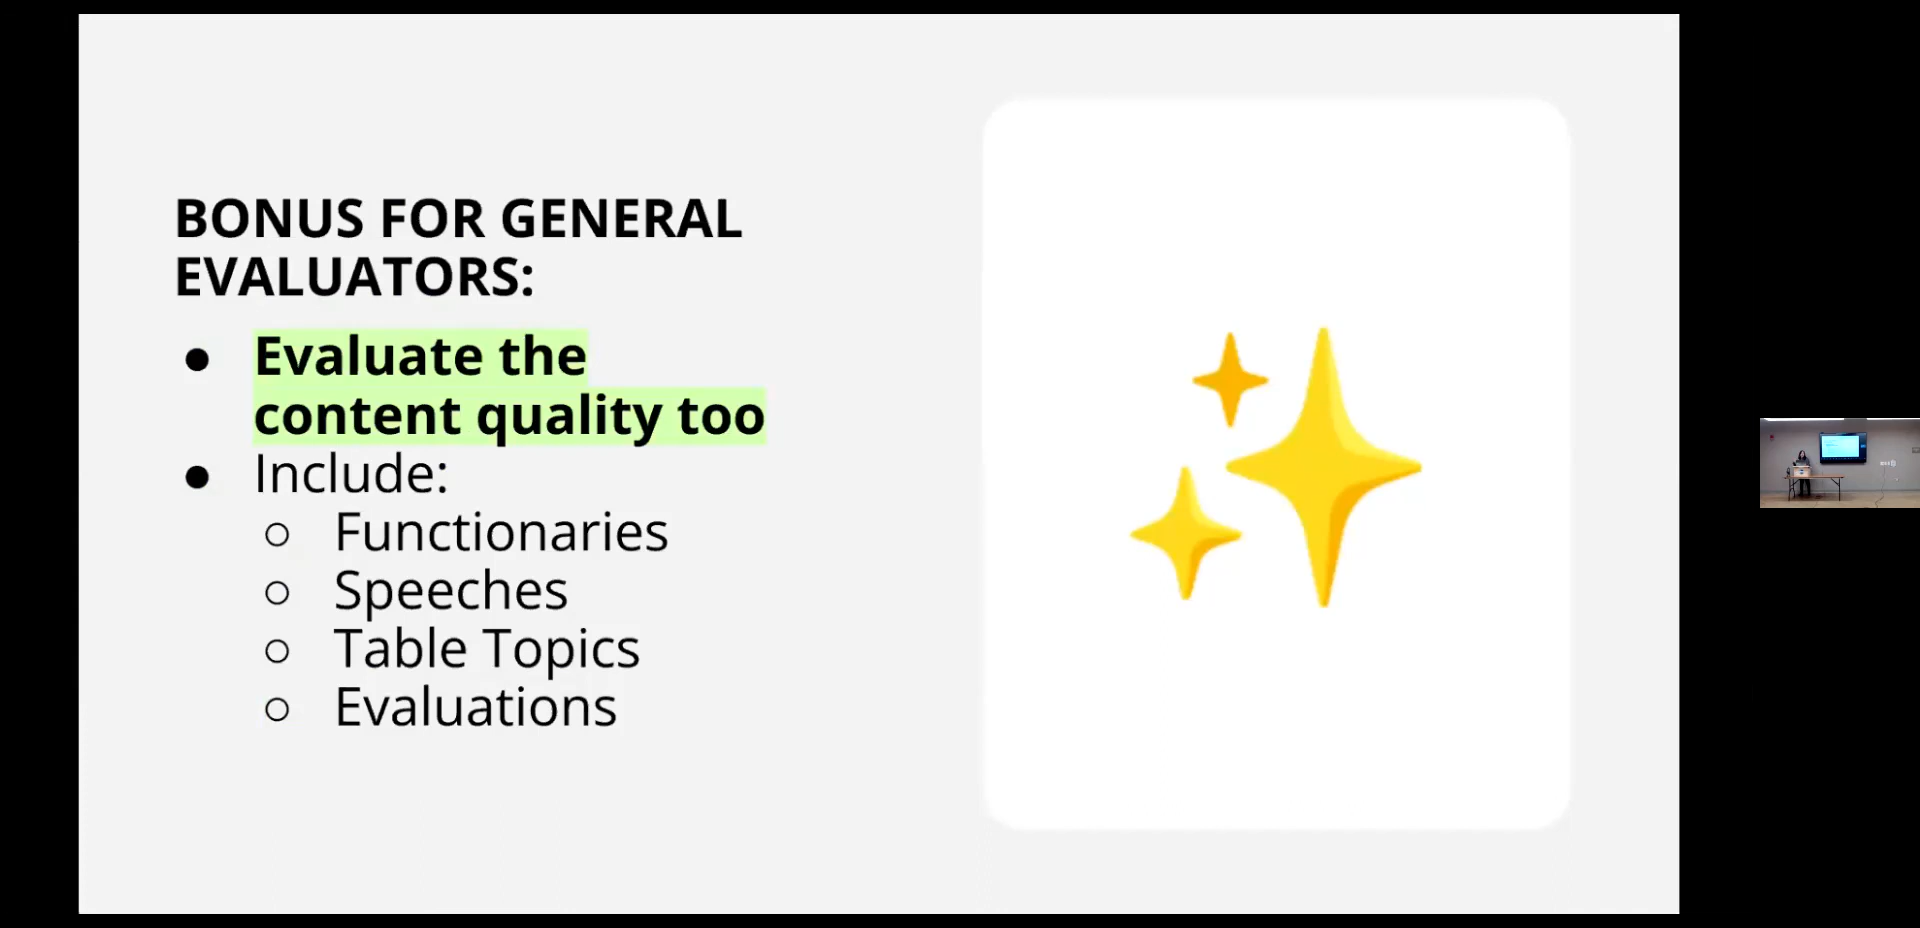 BONUS FOR GENERAL
EVALUATORS:
● Evaluate the
content quality too
● Include:
○ Functionaries
○ Speeches
○ Table Topics
○ Evaluations